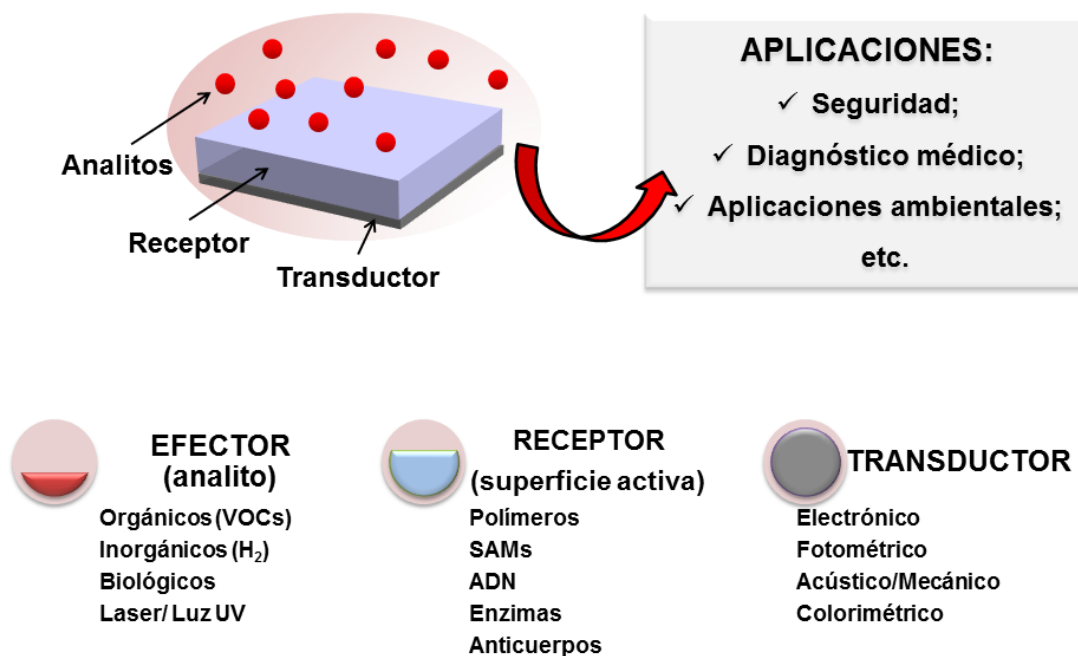 Analitos
Receptor
Transductor
APLICACIONES:
✓ Seguridad;
✓ Diagnóstico médico;
✓ Aplicaciones ambientales;
etc.
EFECTOR
(analito)
Orgánicos (VOCs)
Inorgánicos (H₂)
Biológicos
Laser/ Luz UV
RECEPTOR
(superficie activa)
Polímeros
SAMs
ADN
Enzimas
Anticuerpos
TRANSDUCTOR
Electrónico
Fotométrico
Acústico/Mecánico
Colorimétrico